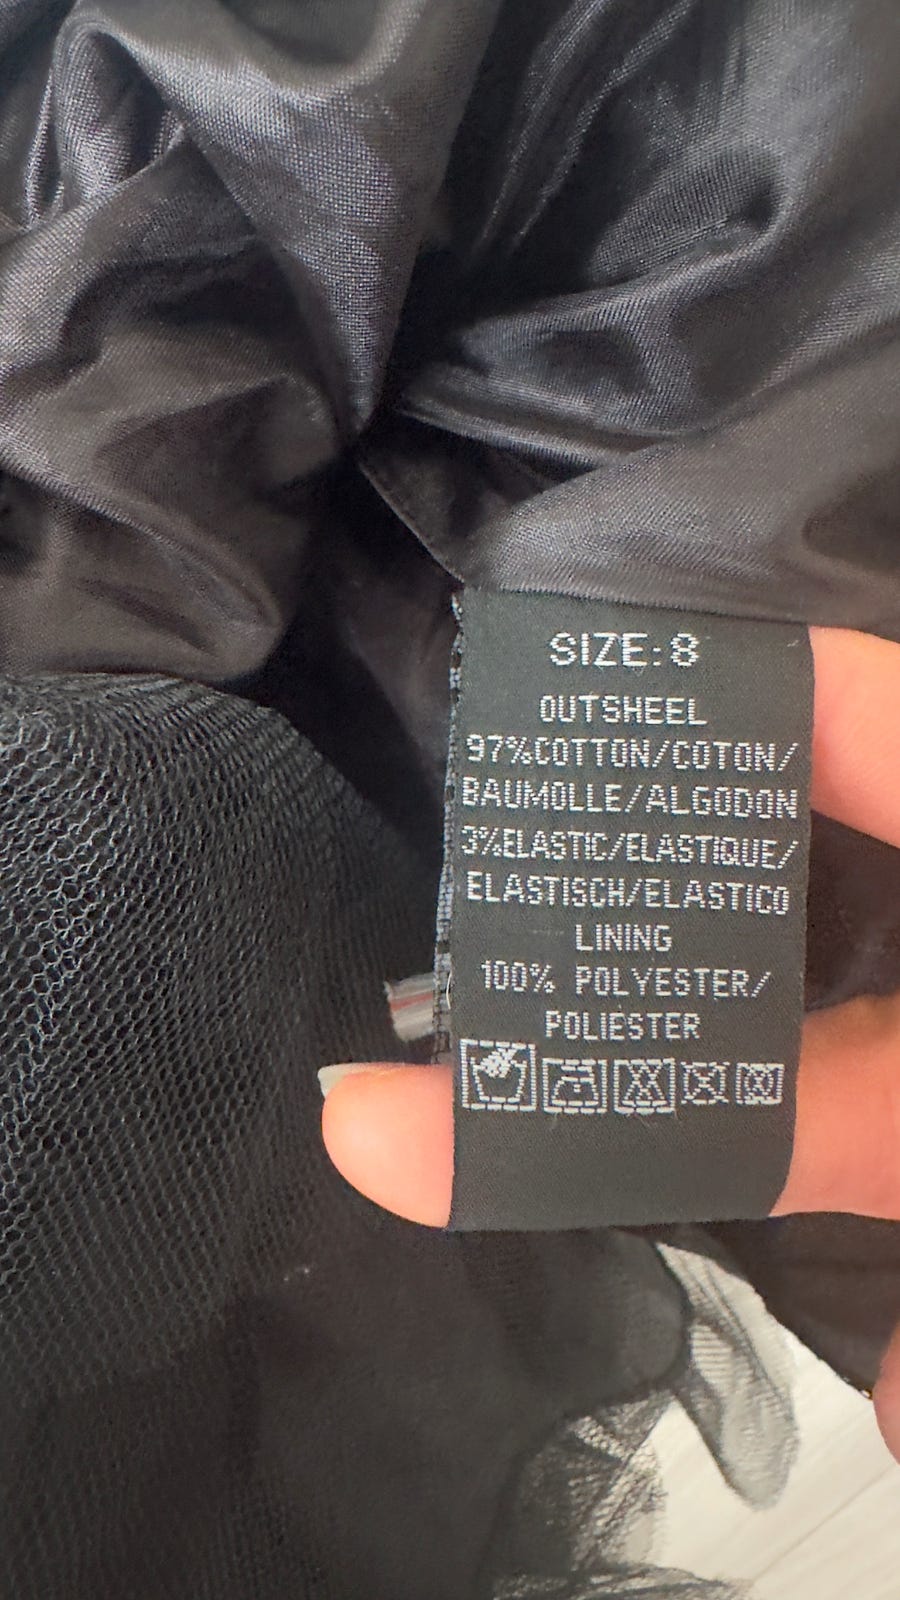 SIZE: 8
OUTSHEEL
97%COTTON/COTON/
BAUMOLLE/ALGODON
3%ELASTIC/ELASTIQUE/
ELASTISCH/ELASTICO
LINING
100% POLYESTER/
POLIESTER